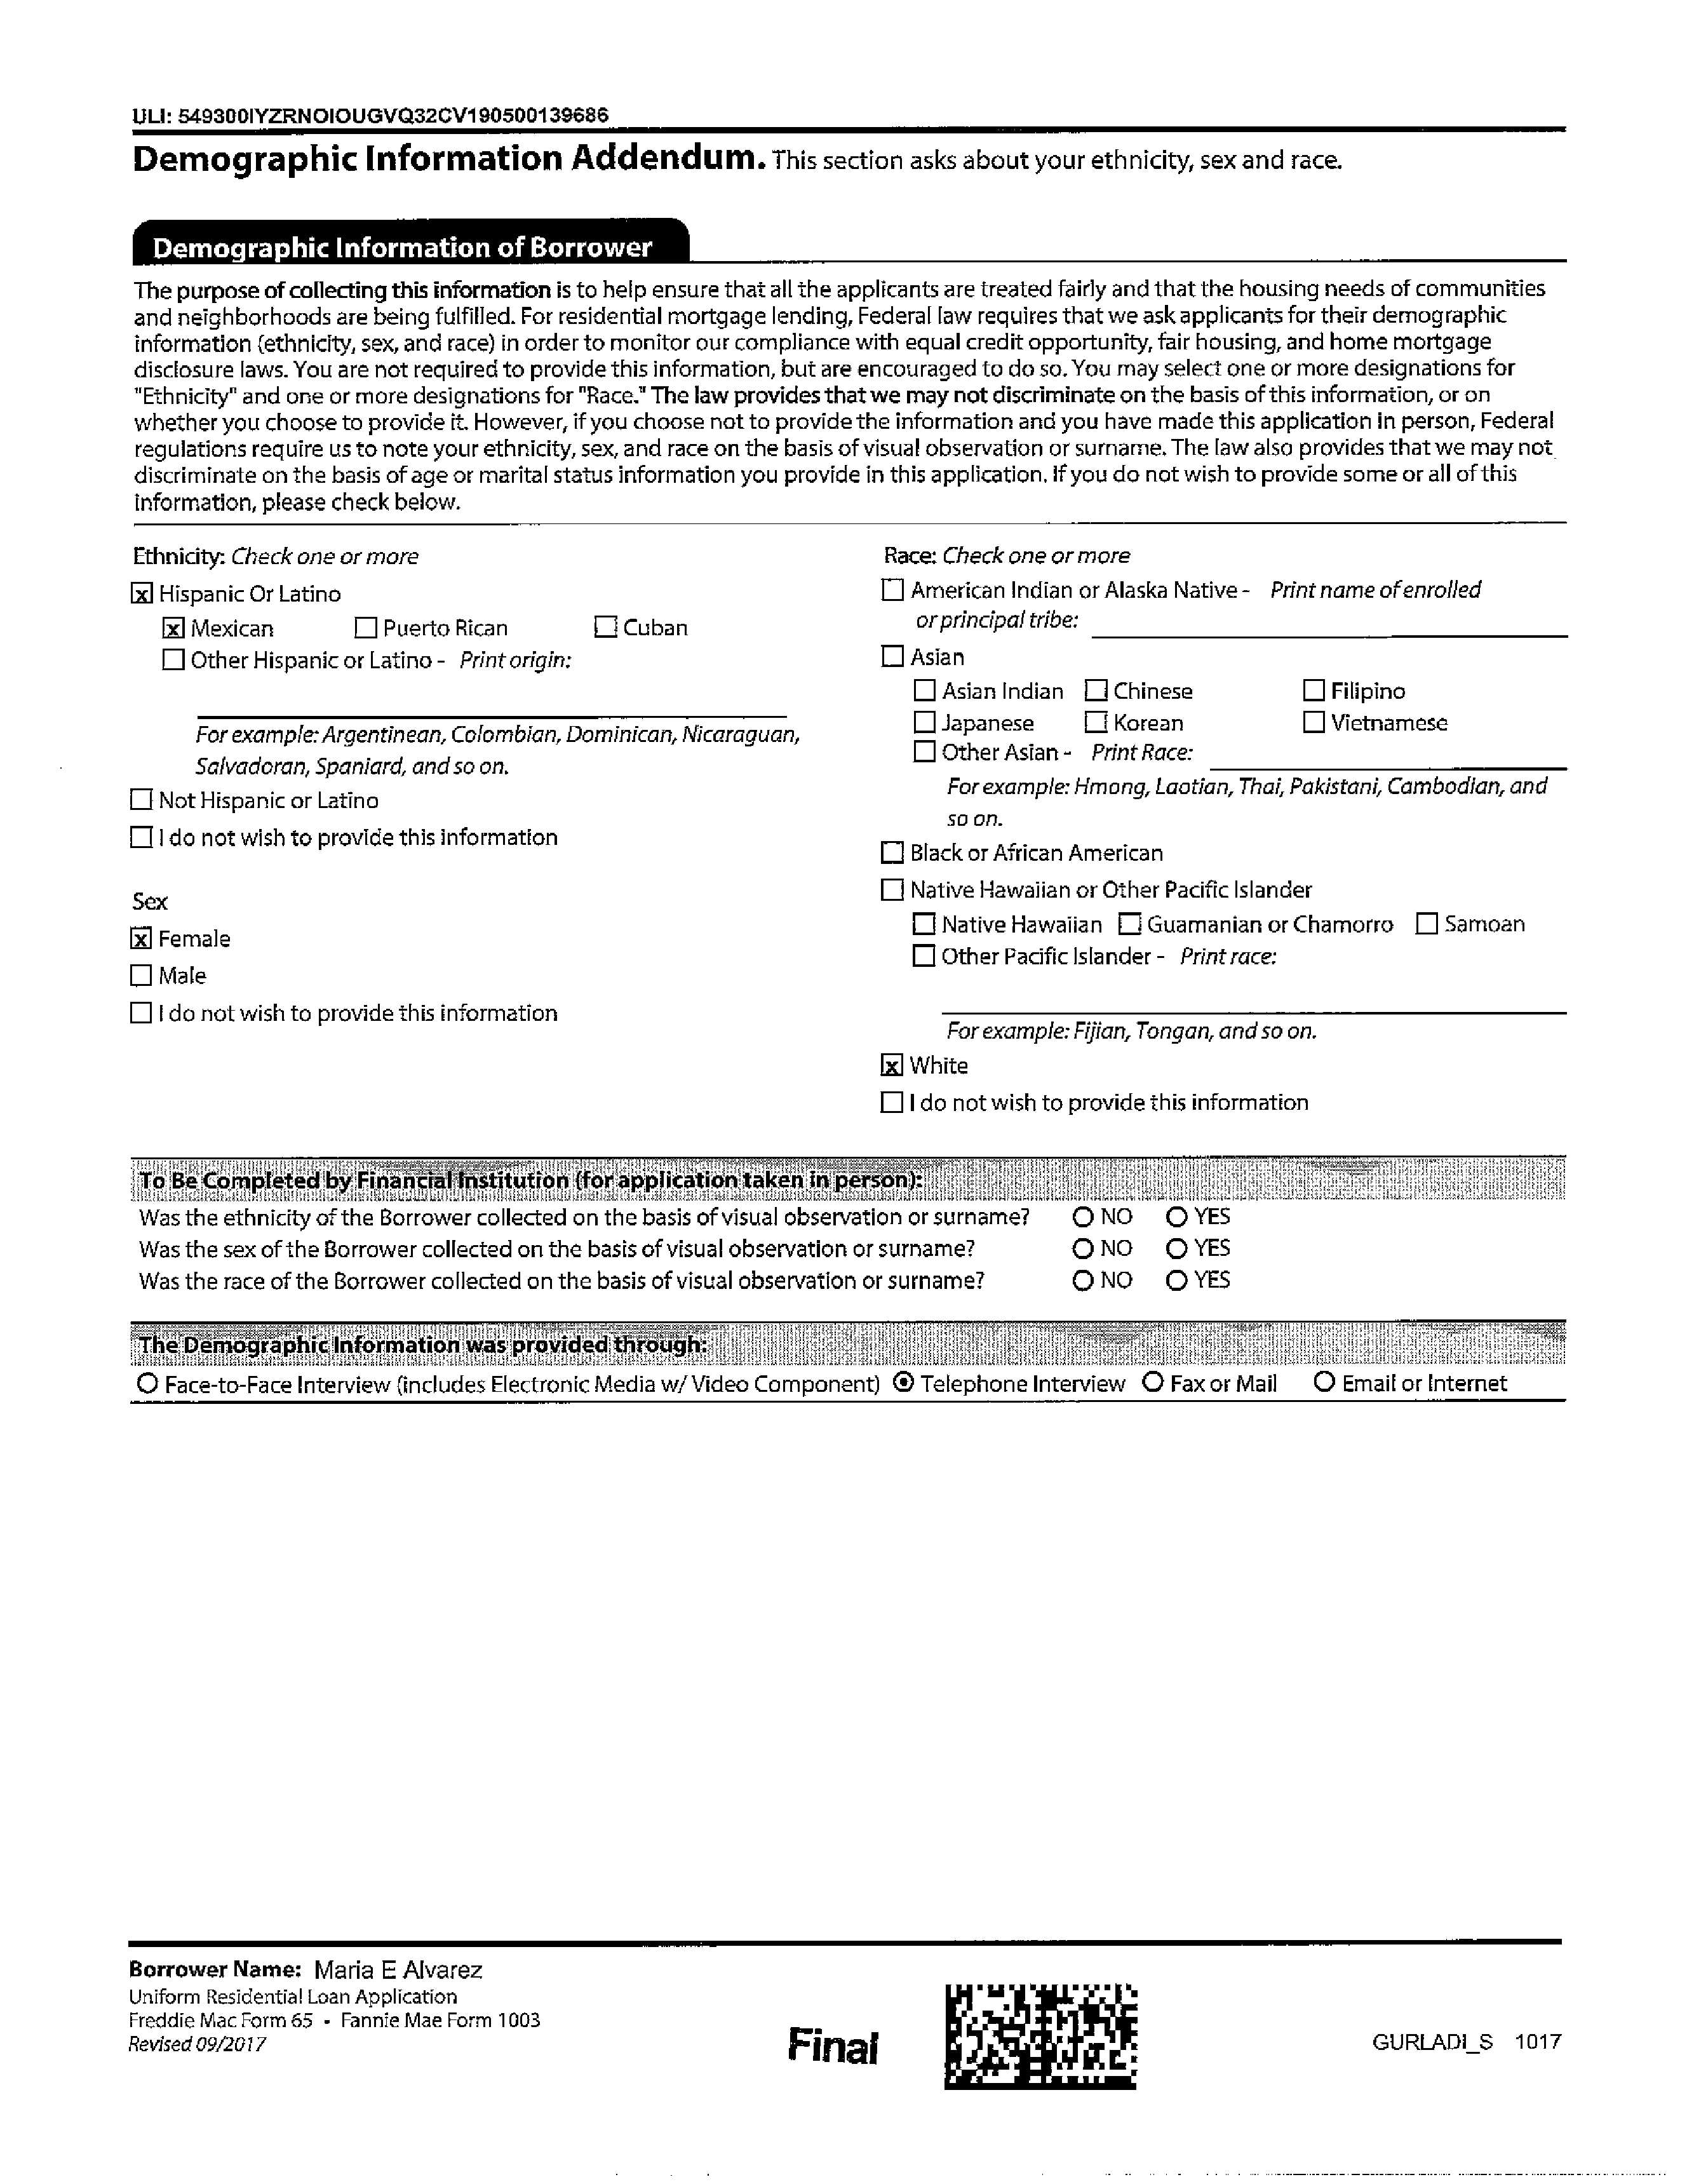 ULI: 549300IYZRNOIOUGVQ32CV190500139686
Demographic Information Addendum. This section asks about your ethnicity, sex and race.
Demographic Information of Borrower
The purpose of collecting this information is to help ensure that all the applicants are treated fairly and that the housing needs of communities
and neighborhoods are being fulfilled. For residential mortgage lending, Federal law requires that we ask applicants for their demographic
information (ethnicity, sex, and race) in order to monitor our compliance with equal credit opportunity, fair housing, and home mortgage
disclosure laws. You are not required to provide this information, but are encouraged to do so. You may select one or more designations for
"Ethnicity" and one or more designations for "Race." The law provides that we may not discriminate on the basis of this information, or on
whether you choose to provide it. However, if you choose not to provide the information and you have made this application in person, Federal
regulations require us to note your ethnicity, sex, and race on the basis of visual observation or surname. The law also provides that we may not
discriminate on the basis of age or marital status information you provide in this application. If you do not wish to provide some or all of this
information, please check below.
Ethnicity: Check one or more
[x] Hispanic Or Latino
[x] Mexican ☐ Puerto Rican ☐ Cuban
☐ Other Hispanic or Latino - Print origin:
For example: Argentinean, Colombian, Dominican, Nicaraguan,
Salvadoran, Spaniard, and so on.
☐ Not Hispanic or Latino
☐ I do not wish to provide this information
Sex
[x] Female
☐ Male
☐ I do not wish to provide this information
Race: Check one or more
☐ American Indian or Alaska Native - Print name of enrolled
or principal tribe:
☐ Asian
☐ Asian Indian ☐ Chinese ☐ Filipino
☐ Japanese ☐ Korean ☐ Vietnamese
☐ Other Asian - Print Race:
For example: Hmong, Laotian, Thai, Pakistani, Cambodian, and
so on.
☐ Black or African American
☐ Native Hawaiian or Other Pacific Islander
☐ Native Hawaiian ☐ Guamanian or Chamorro ☐ Samoan
☐ Other Pacific Islander - Print race:
For example: Fijian, Tongan, and so on.
[x] White
☐ I do not wish to provide this information
To Be Completed by Financial Institution (for application taken in person):
Was the ethnicity of the Borrower collected on the basis of visual observation or surname? ○ NO ○ YES
Was the sex of the Borrower collected on the basis of visual observation or surname? ○ NO ○ YES
Was the race of the Borrower collected on the basis of visual observation or surname? ○ NO ○ YES
The Demographic Information was provided through:
○ Face-to-Face Interview (includes Electronic Media w/ Video Component) ◉ Telephone Interview ○ Fax or Mail ○ Email or Internet
Borrower Name: Maria E Alvarez
Uniform Residential Loan Application
Freddie Mac Form 65 • Fannie Mae Form 1003
Revised 09/2017
Final
GURLADI_S 1017